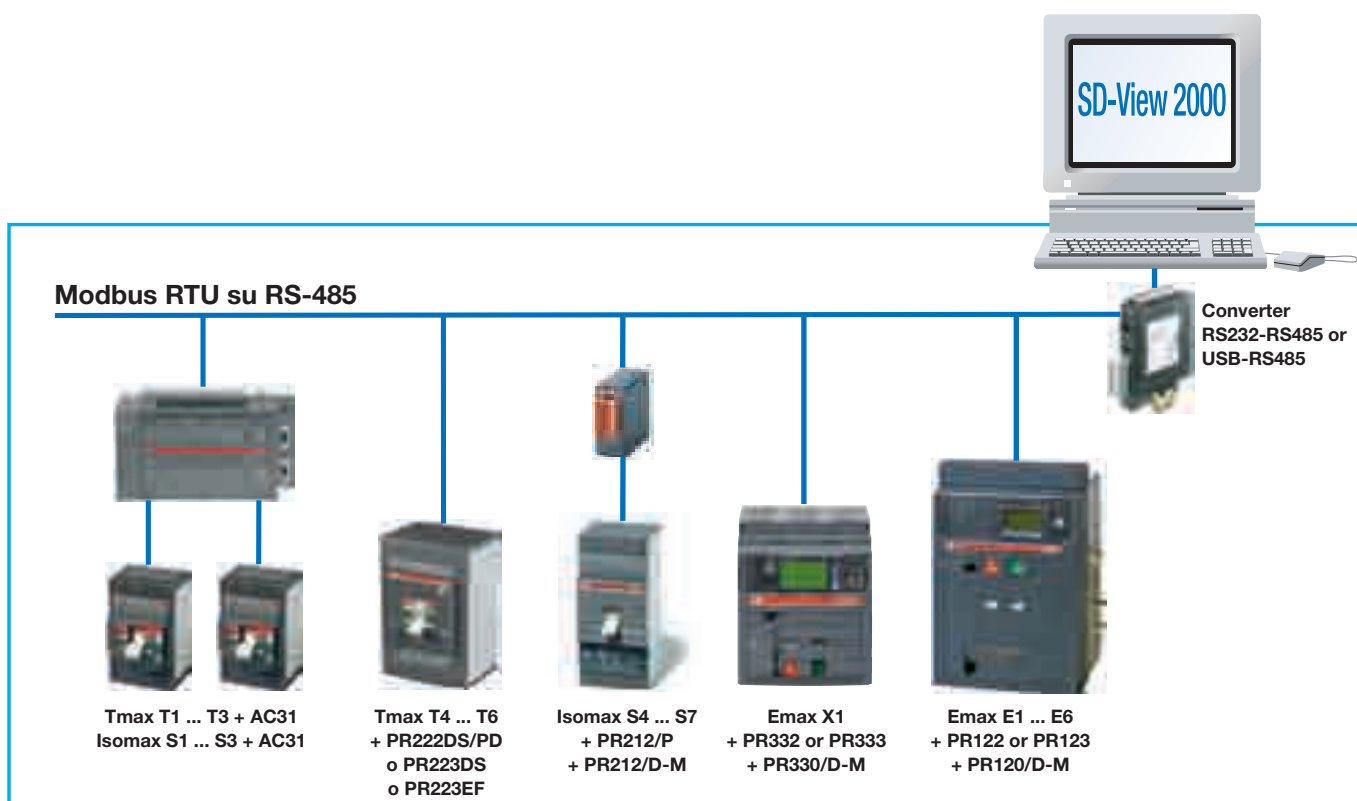 SD-View 2000
Modbus RTU su RS-485
Converter
RS232-RS485 or
USB-RS485
Tmax T1 ... T3 + AC31
Isomax S1 ... S3 + AC31
Tmax T4 ... T6
+ PR222DS/PD
o PR223DS
o PR223EF
Isomax S4 ... S7
+ PR212/P
+ PR212/D-M
Emax X1
+ PR332 or PR333
+ PR330/D-M
Emax E1 ... E6
+ PR122 or PR123
+ PR120/D-M